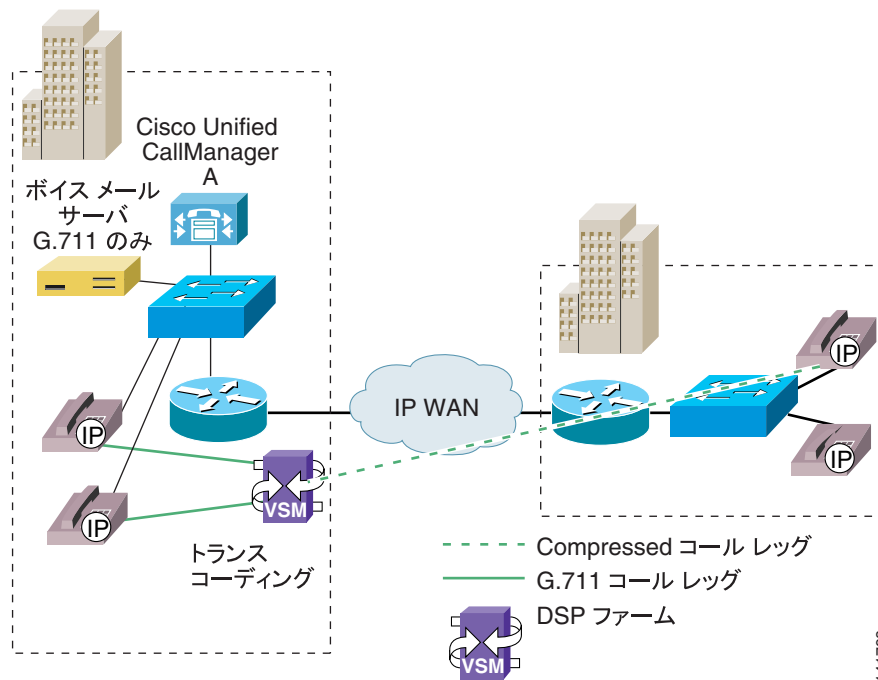 Cisco Unified
CallManager
A
ボイス メール
サーバ
G.711 のみ
IP
IP
VSM
トランス
コーディング
IP WAN
IP
IP
Compressed コール レッグ
G.711 コール レッグ
DSP ファーム
VSM